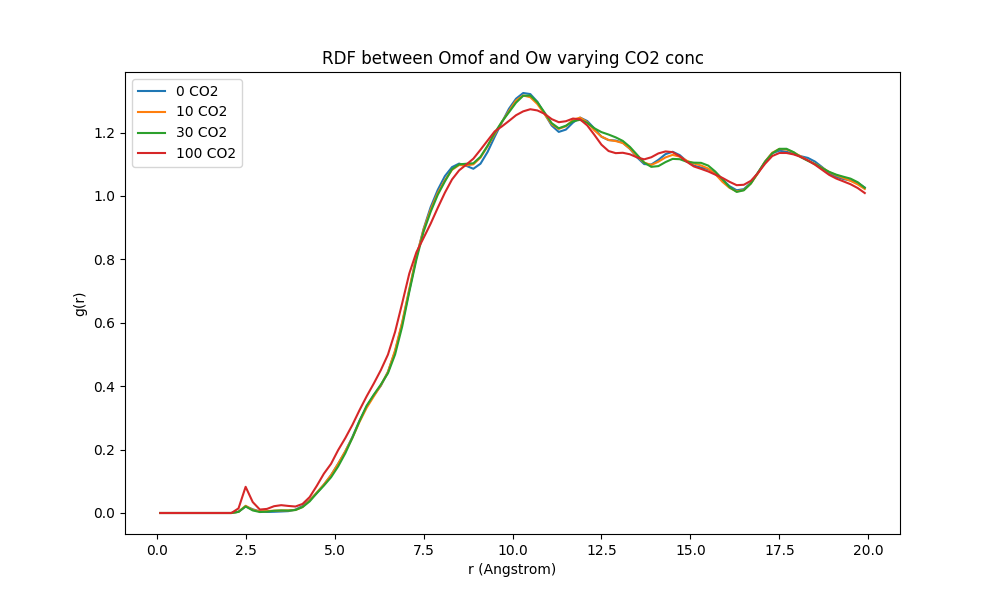 RDF between Omof and Ow varying CO2 conc
0 CO2
10 CO2
30 CO2
100 CO2
1.2
1.0
0.8
0.6
0.4
0.2
0.0
g(r)
0.0 2.5 5.0 7.5 10.0 12.5 15.0 17.5 20.0
r (Angstrom)